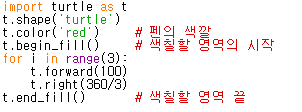 import turtle as t
t.shape('turtle')
t.color('red') # 펜의 색깔
t.begin_fill() # 색칠할 영역의 시작
for i in range(3):
    t.forward(100)
    t.right(360/3)
t.end_fill() # 색칠할 영역 끝